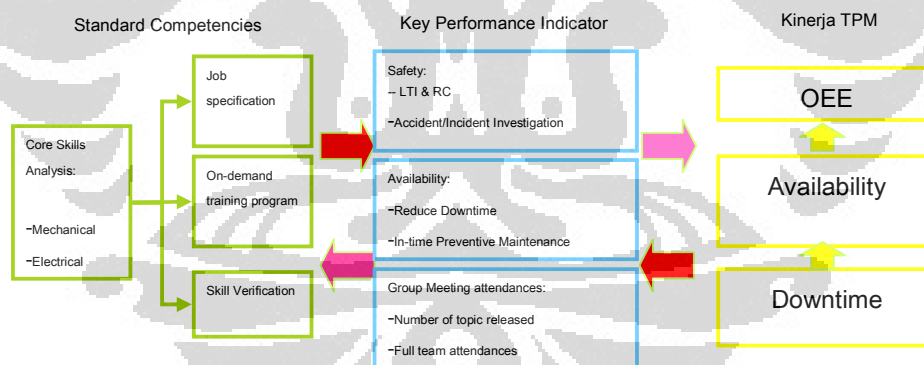 Standard Competencies
Key Performance Indicator
Kinerja TPM
Core Skills
Analysis:
-Mechanical
-Electrical
Job
specification
On-demand
training program
Skill Verification
Safety:
-- LTI & RC
-Accident/Incident Investigation
Availability:
-Reduce Downtime
-In-time Preventive Maintenance
Group Meeting attendances:
-Number of topic released
-Full team attendances
OEE
Availability
Downtime